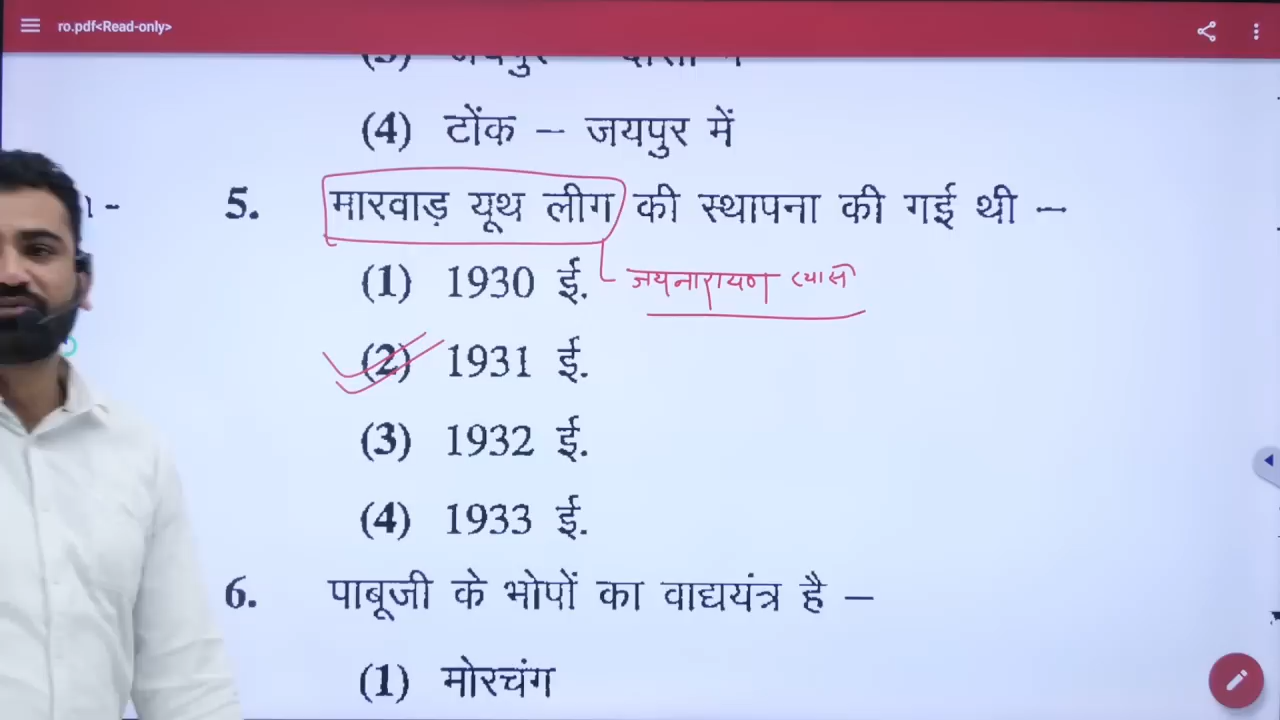 ro.pdf<Read-only>
(4) टोंक – जयपुर में
5. मारवाड़ यूथ लीग की स्थापना की गई थी –
(1) 1930 ई.
जयनारायण व्यास
(2) 1931 ई.
(3) 1932 ई.
(4) 1933 ई.
6. पाबूजी के भोपों का वाद्ययंत्र है –
(1) मोरचंग